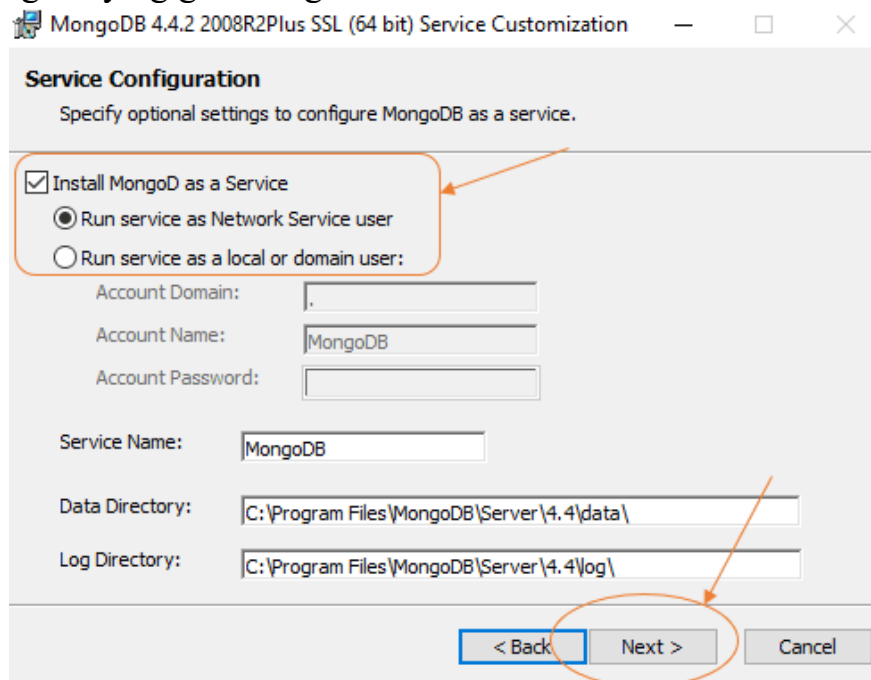 MongoDB 4.4.2 2008R2Plus SSL (64 bit) Service Customization
Service Configuration
Specify optional settings to configure MongoDB as a service.
Install MongoD as a Service
Run service as Network Service user
Run service as a local or domain user:
Account Domain: .
Account Name: MongoDB
Account Password:
Service Name: MongoDB
Data Directory: C:\Program Files\MongoDB\Server\4.4\data\
Log Directory: C:\Program Files\MongoDB\Server\4.4\log\
< Back Next > Cancel